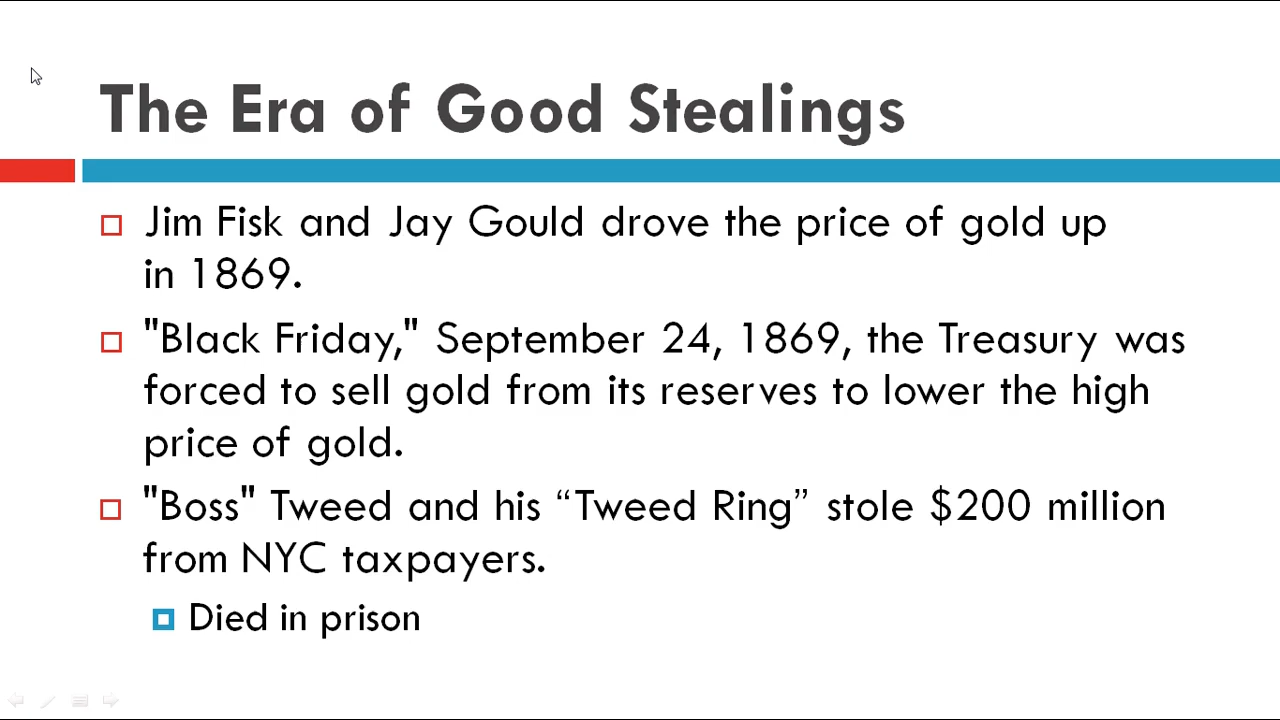 The Era of Good Stealings
Jim Fisk and Jay Gould drove the price of gold up
in 1869.
"Black Friday," September 24, 1869, the Treasury was
forced to sell gold from its reserves to lower the high
price of gold.
"Boss" Tweed and his “Tweed Ring” stole $200 million
from NYC taxpayers.
Died in prison